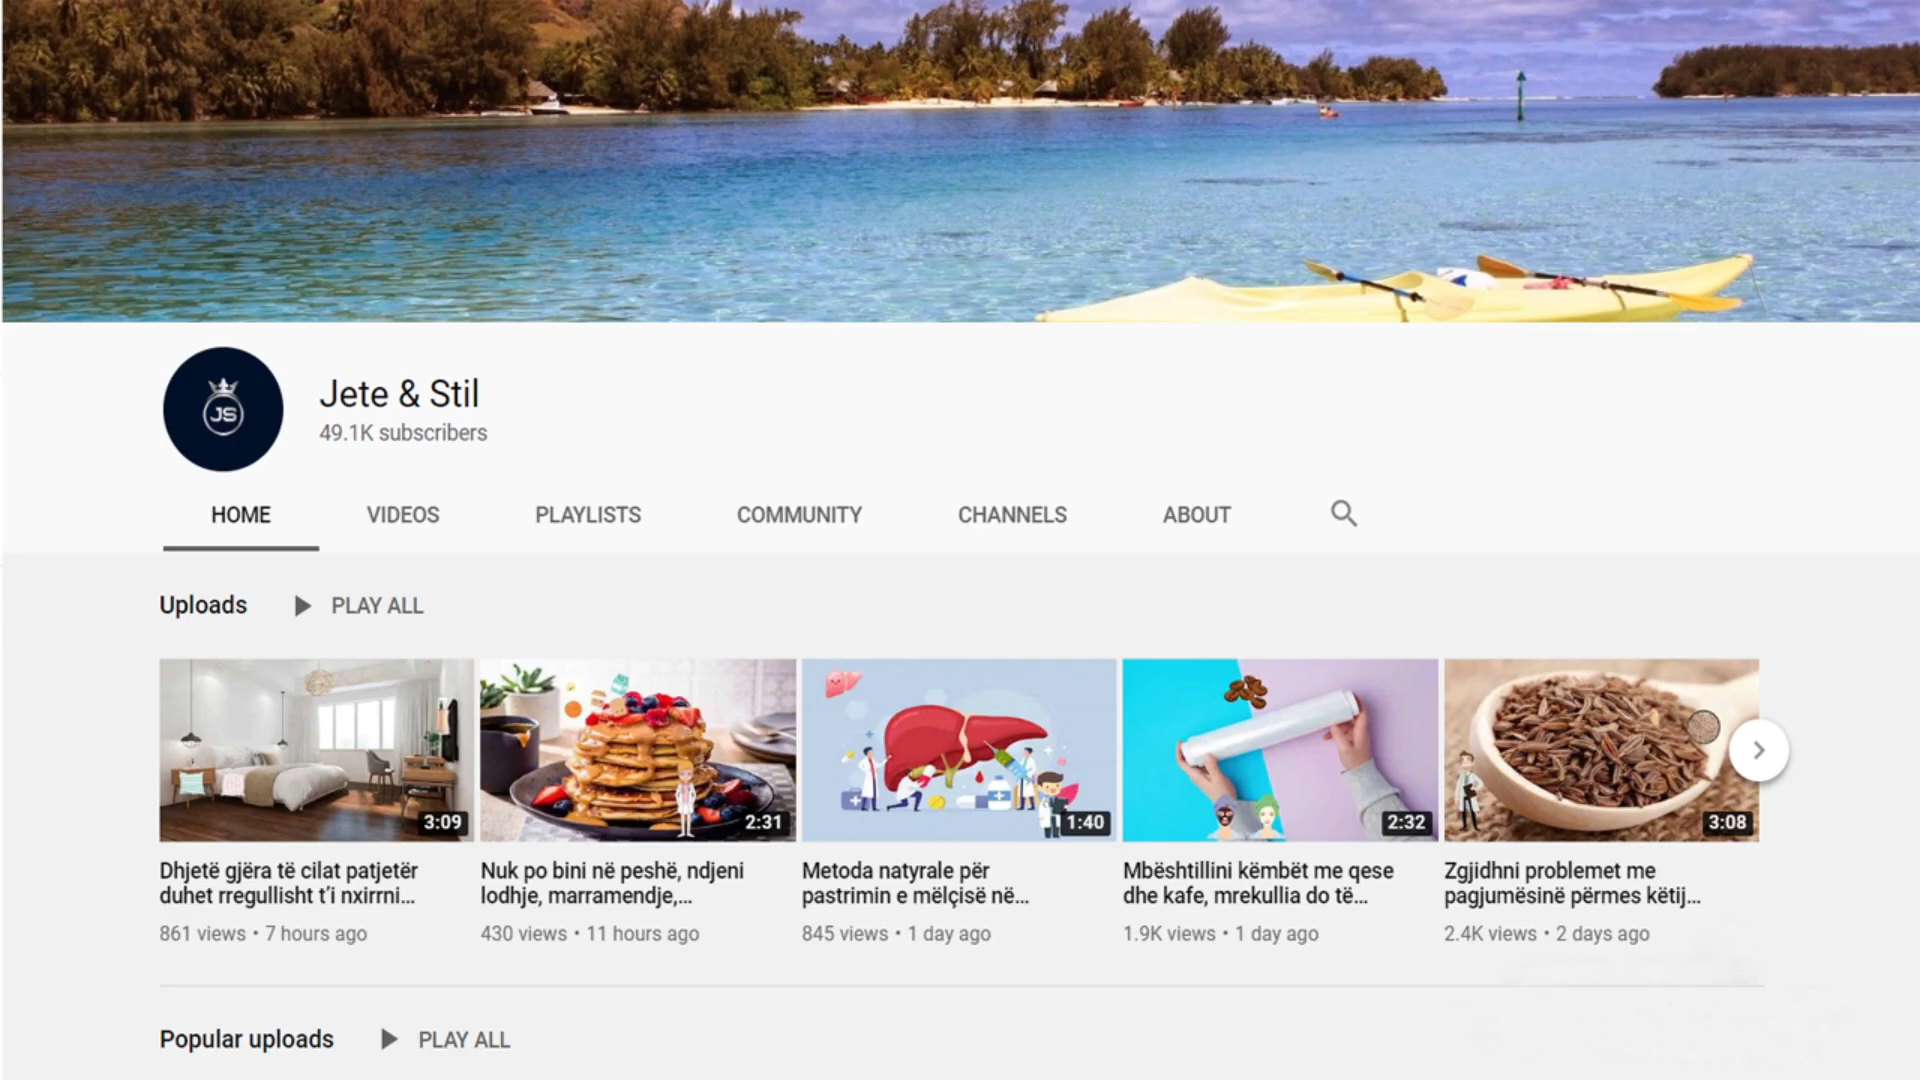 JS
Jete & Stil
49.1K subscribers
HOME VIDEOS PLAYLISTS COMMUNITY CHANNELS ABOUT
Uploads PLAY ALL
3:09 2:31 1:40 2:32 3:08
Dhjetë gjëra të cilat patjetër
duhet rregullisht t'i nxirrni...
861 views • 7 hours ago
Nuk po bini në peshë, ndjeni
lodhje, marramendje,...
430 views • 11 hours ago
Metoda natyrale për
pastrimin e mëlçisë në...
845 views • 1 day ago
Mbështillini këmbët me qese
dhe kafe, mrekullia do të...
1.9K views • 1 day ago
Zgjidhni problemet me
pagjumësinë përmes këtij...
2.4K views • 2 days ago
Popular uploads PLAY ALL